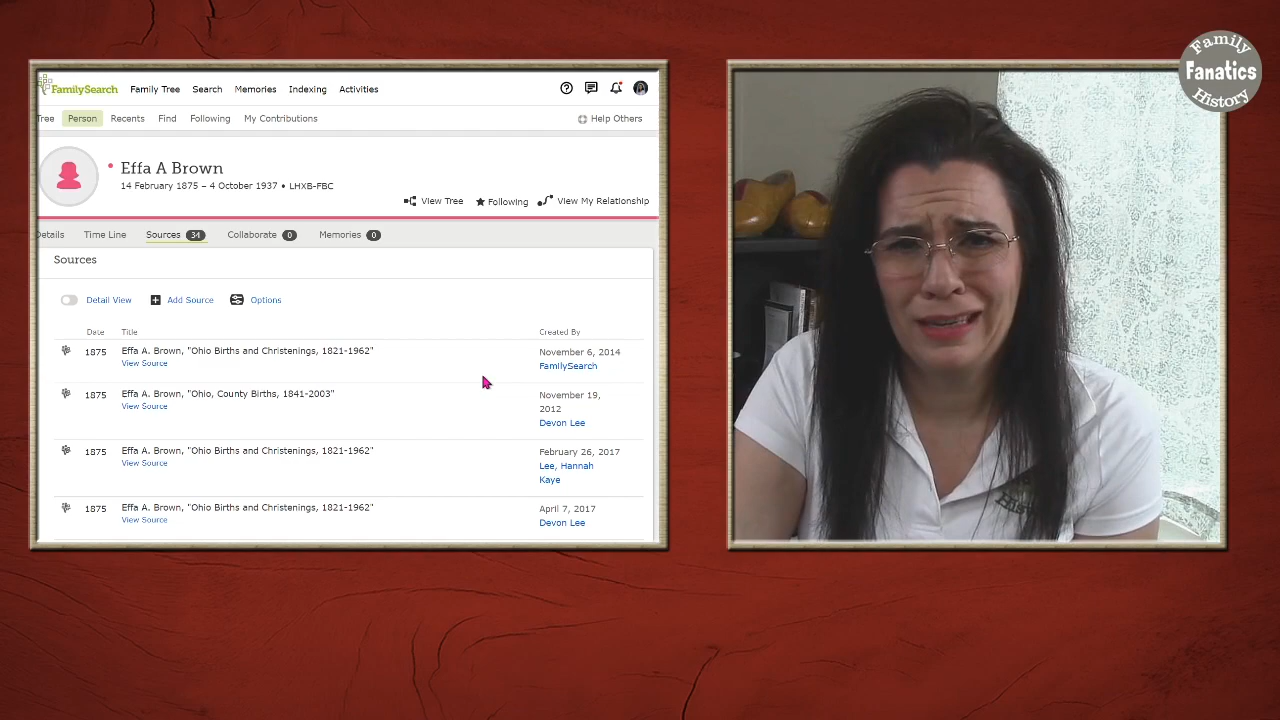 FamilySearch Family Tree Search Memories Indexing Activities
Tree Person Recents Find Following My Contributions Help Others
Effa A Brown
14 February 1875 – 4 October 1937 • LHXB-FBC
View Tree Following View My Relationship
Details Time Line Sources 34 Collaborate 0 Memories 0
Sources
Detail View Add Source Options
Date Title Created By
1875 Effa A. Brown, "Ohio Births and Christenings, 1821-1962" November 6, 2014
View Source FamilySearch
1875 Effa A. Brown, "Ohio, County Births, 1841-2003" November 19,
View Source 2012
Devon Lee
1875 Effa A. Brown, "Ohio Births and Christenings, 1821-1962" February 26, 2017
View Source Lee, Hannah
Kaye
1875 Effa A. Brown, "Ohio Births and Christenings, 1821-1962" April 7, 2017
View Source Devon Lee
Family
Fanatics
History